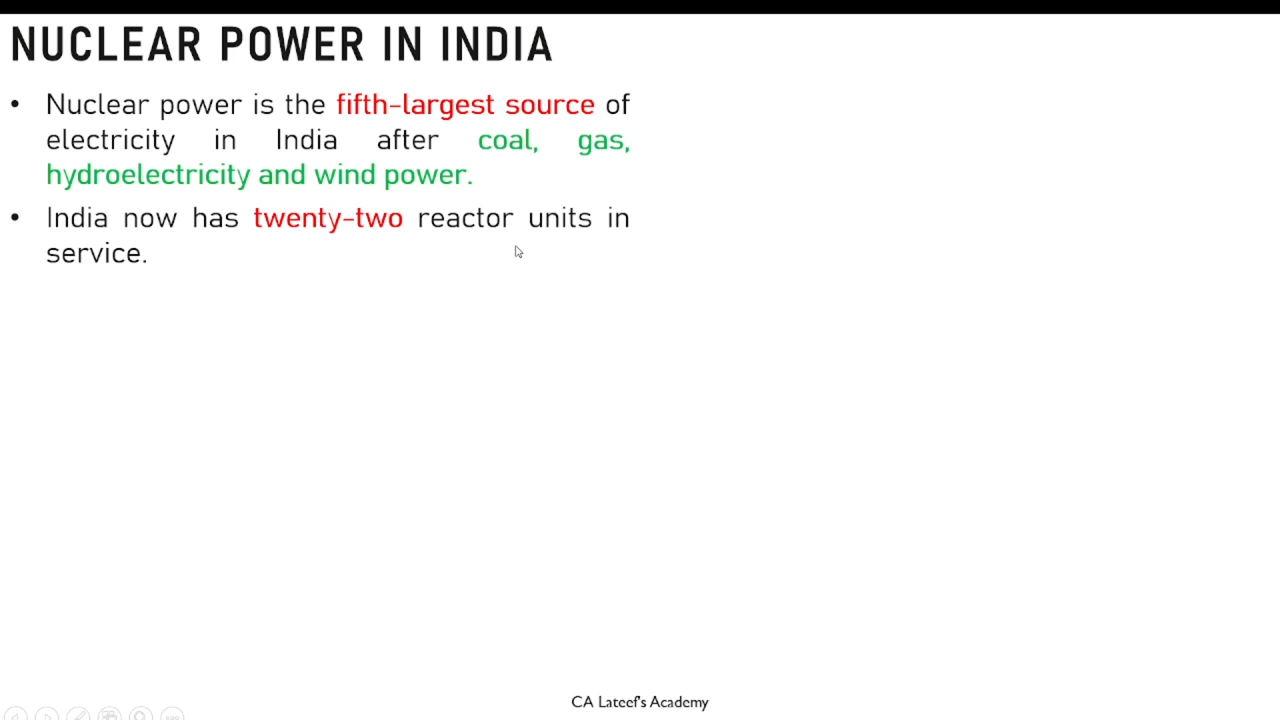 NUCLEAR POWER IN INDIA
• Nuclear power is the fifth-largest source of
electricity in India after coal, gas,
hydroelectricity and wind power.
• India now has twenty-two reactor units in
service.
CA Lateef's Academy